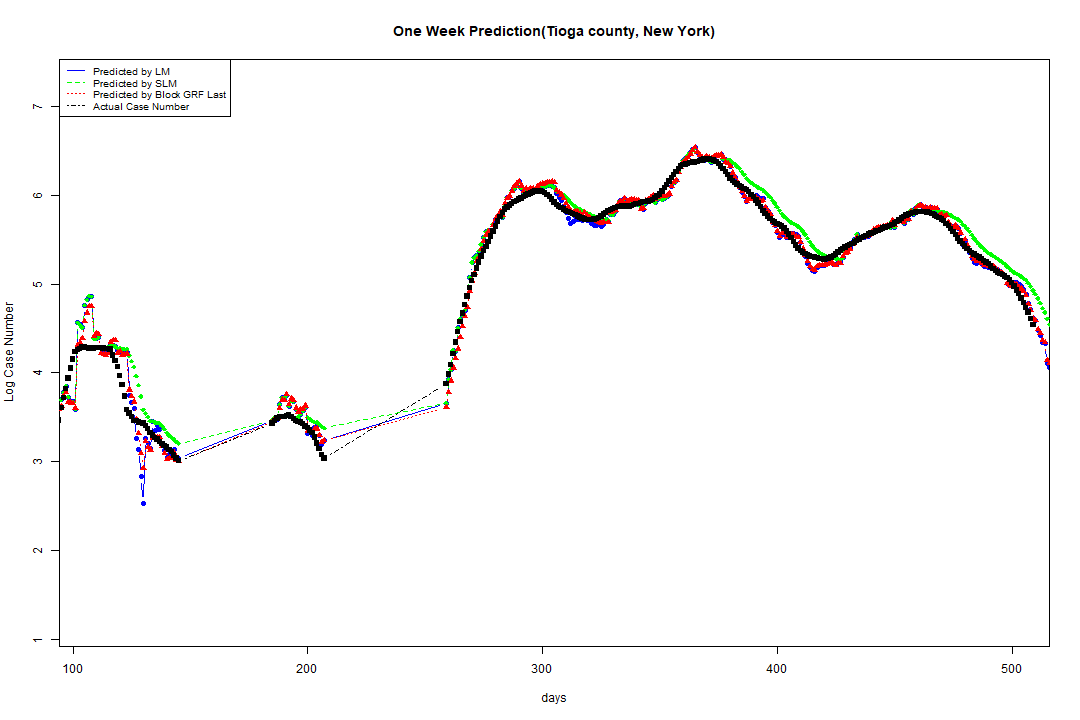 One Week Prediction(Tioga county, New York)
Predicted by LM
Predicted by SLM
Predicted by Block GRF Last
Actual Case Number
Log Case Number
7
6
5
4
3
2
1
100 200 300 400 500
days